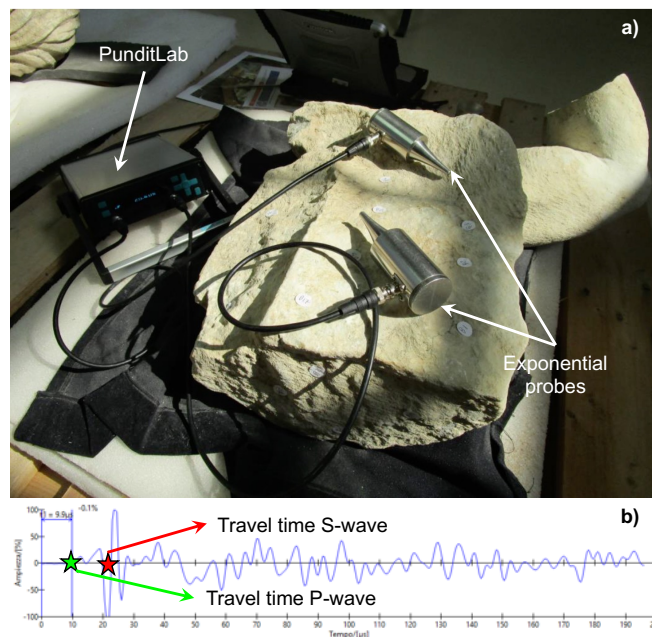 a)
PunditLab
Exponential
probes
b)
100
-0.1%
t1 = 9.9µs
50
0
-50
-100
Ampiezza/[%]
Travel time S-wave
Travel time P-wave
0 10 20 30 40 50 60 70 80 90 100 110 120 130 140 150 160 170 180 190
Tempo/[µs]